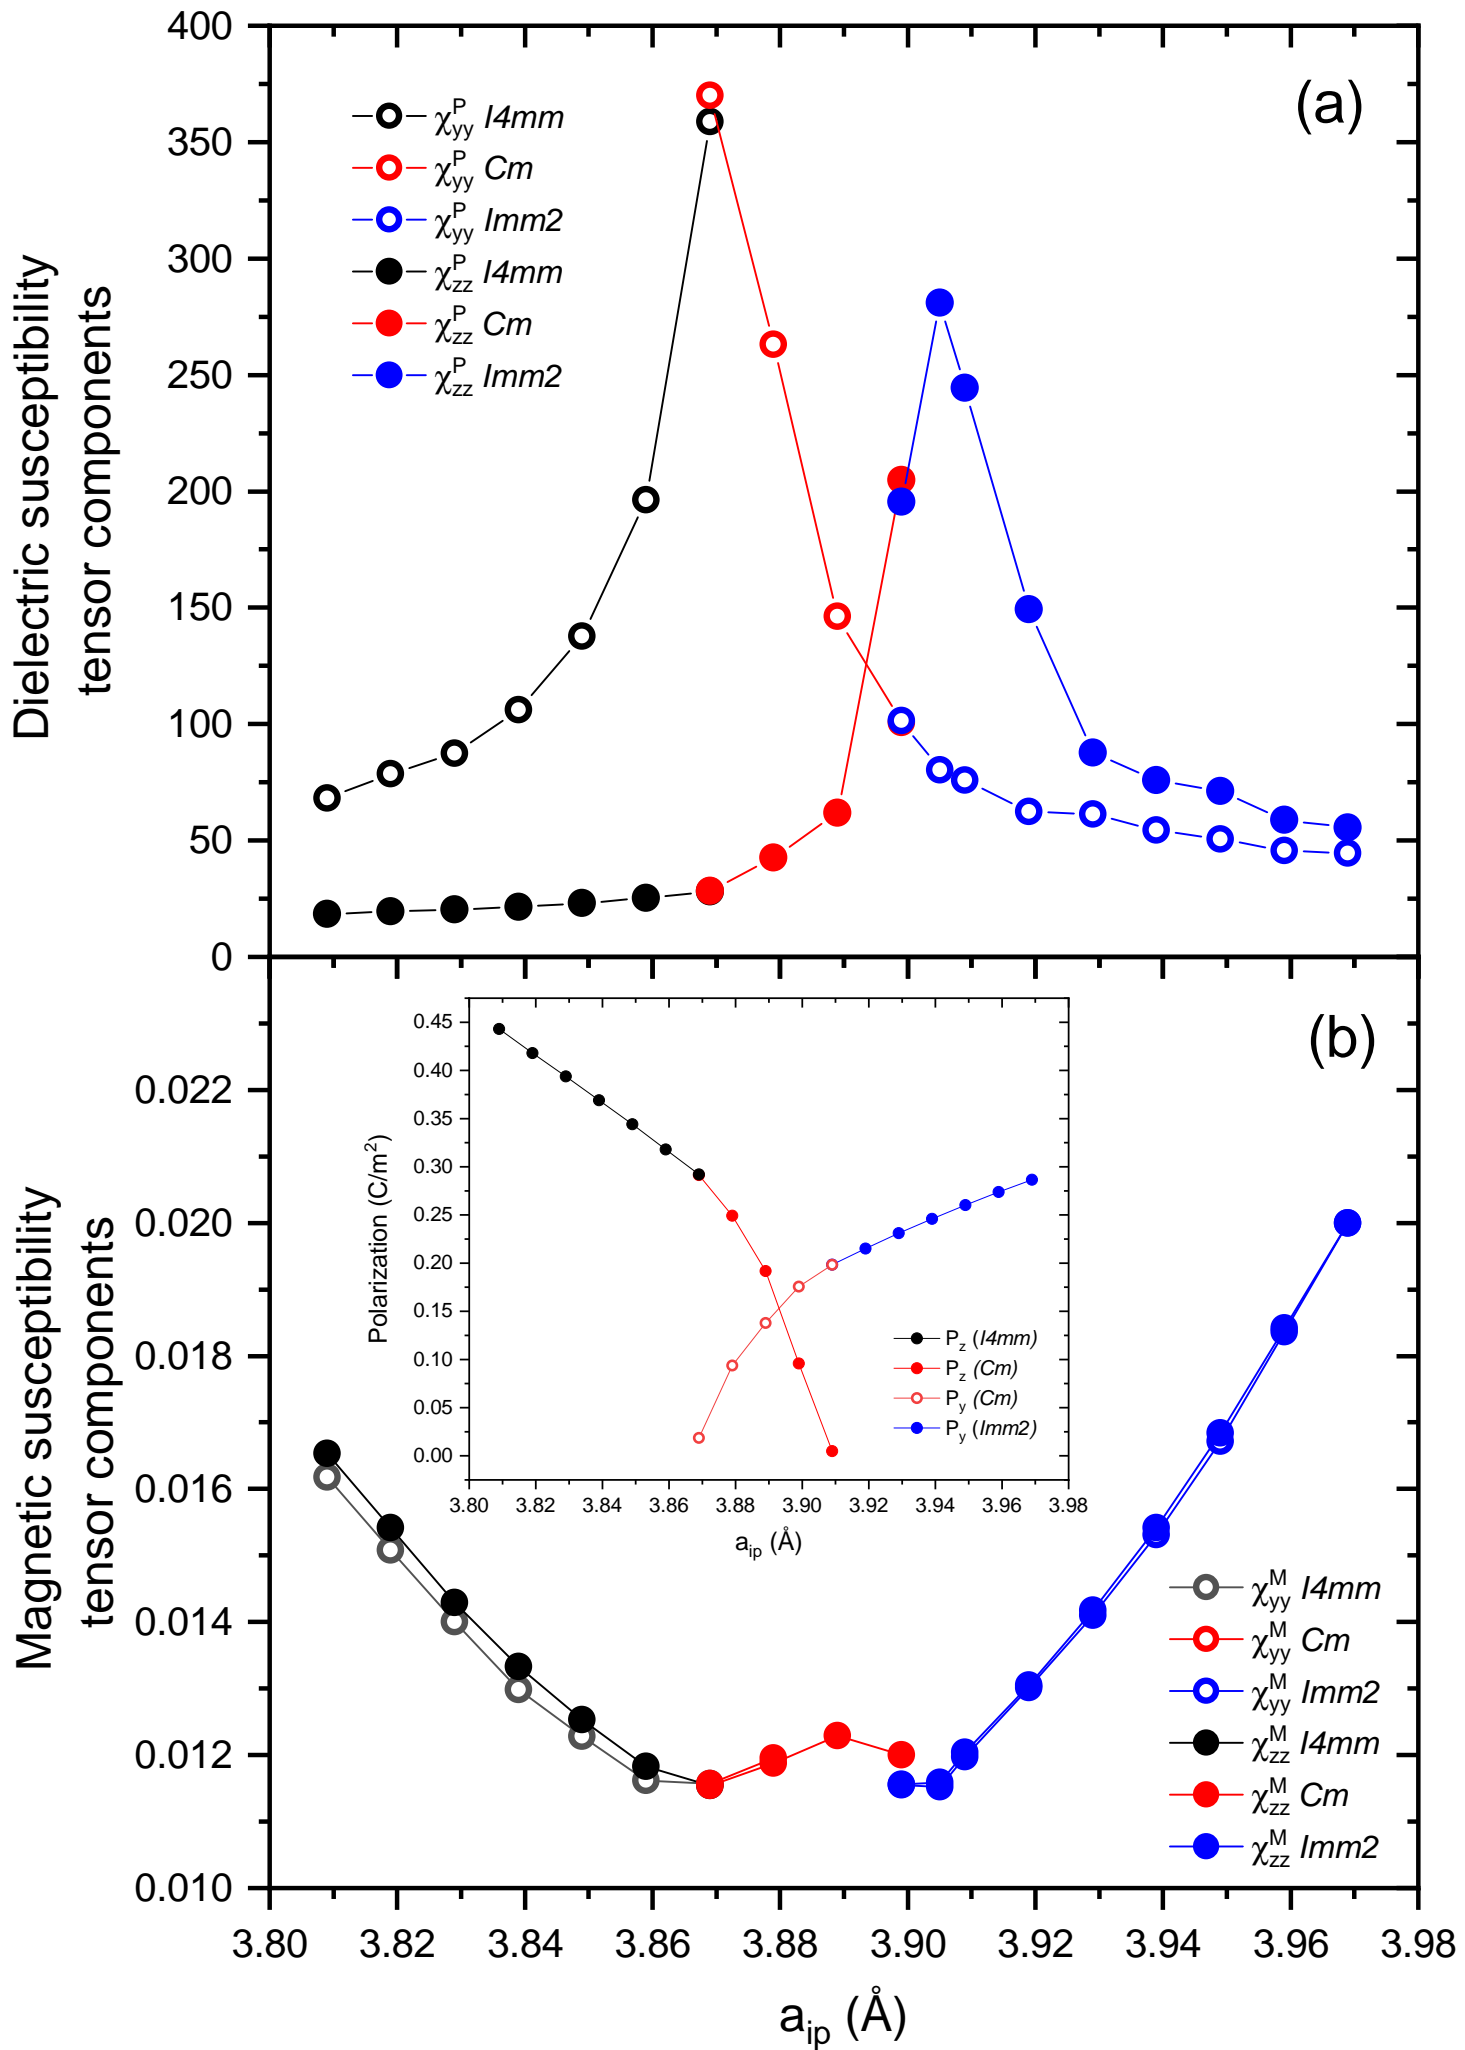 (a)
400
350
300
250
200
150
100
50
0
Dielectric susceptibility
tensor components
χ^P_yy I4mm
χ^P_yy Cm
χ^P_yy Imm2
χ^P_zz I4mm
χ^P_zz Cm
χ^P_zz Imm2
(b)
0.022
0.020
0.018
0.016
0.014
0.012
0.010
Magnetic susceptibility
tensor components
0.45
0.40
0.35
0.30
0.25
0.20
0.15
0.10
0.05
0.00
Polarization (C/m²)
P_z (I4mm)
P_z (Cm)
P_y (Cm)
P_y (Imm2)
3.80 3.82 3.84 3.86 3.88 3.90 3.92 3.94 3.96 3.98
a_ip (Å)
χ^M_yy I4mm
χ^M_yy Cm
χ^M_yy Imm2
χ^M_zz I4mm
χ^M_zz Cm
χ^M_zz Imm2
3.80 3.82 3.84 3.86 3.88 3.90 3.92 3.94 3.96 3.98
a_ip (Å)